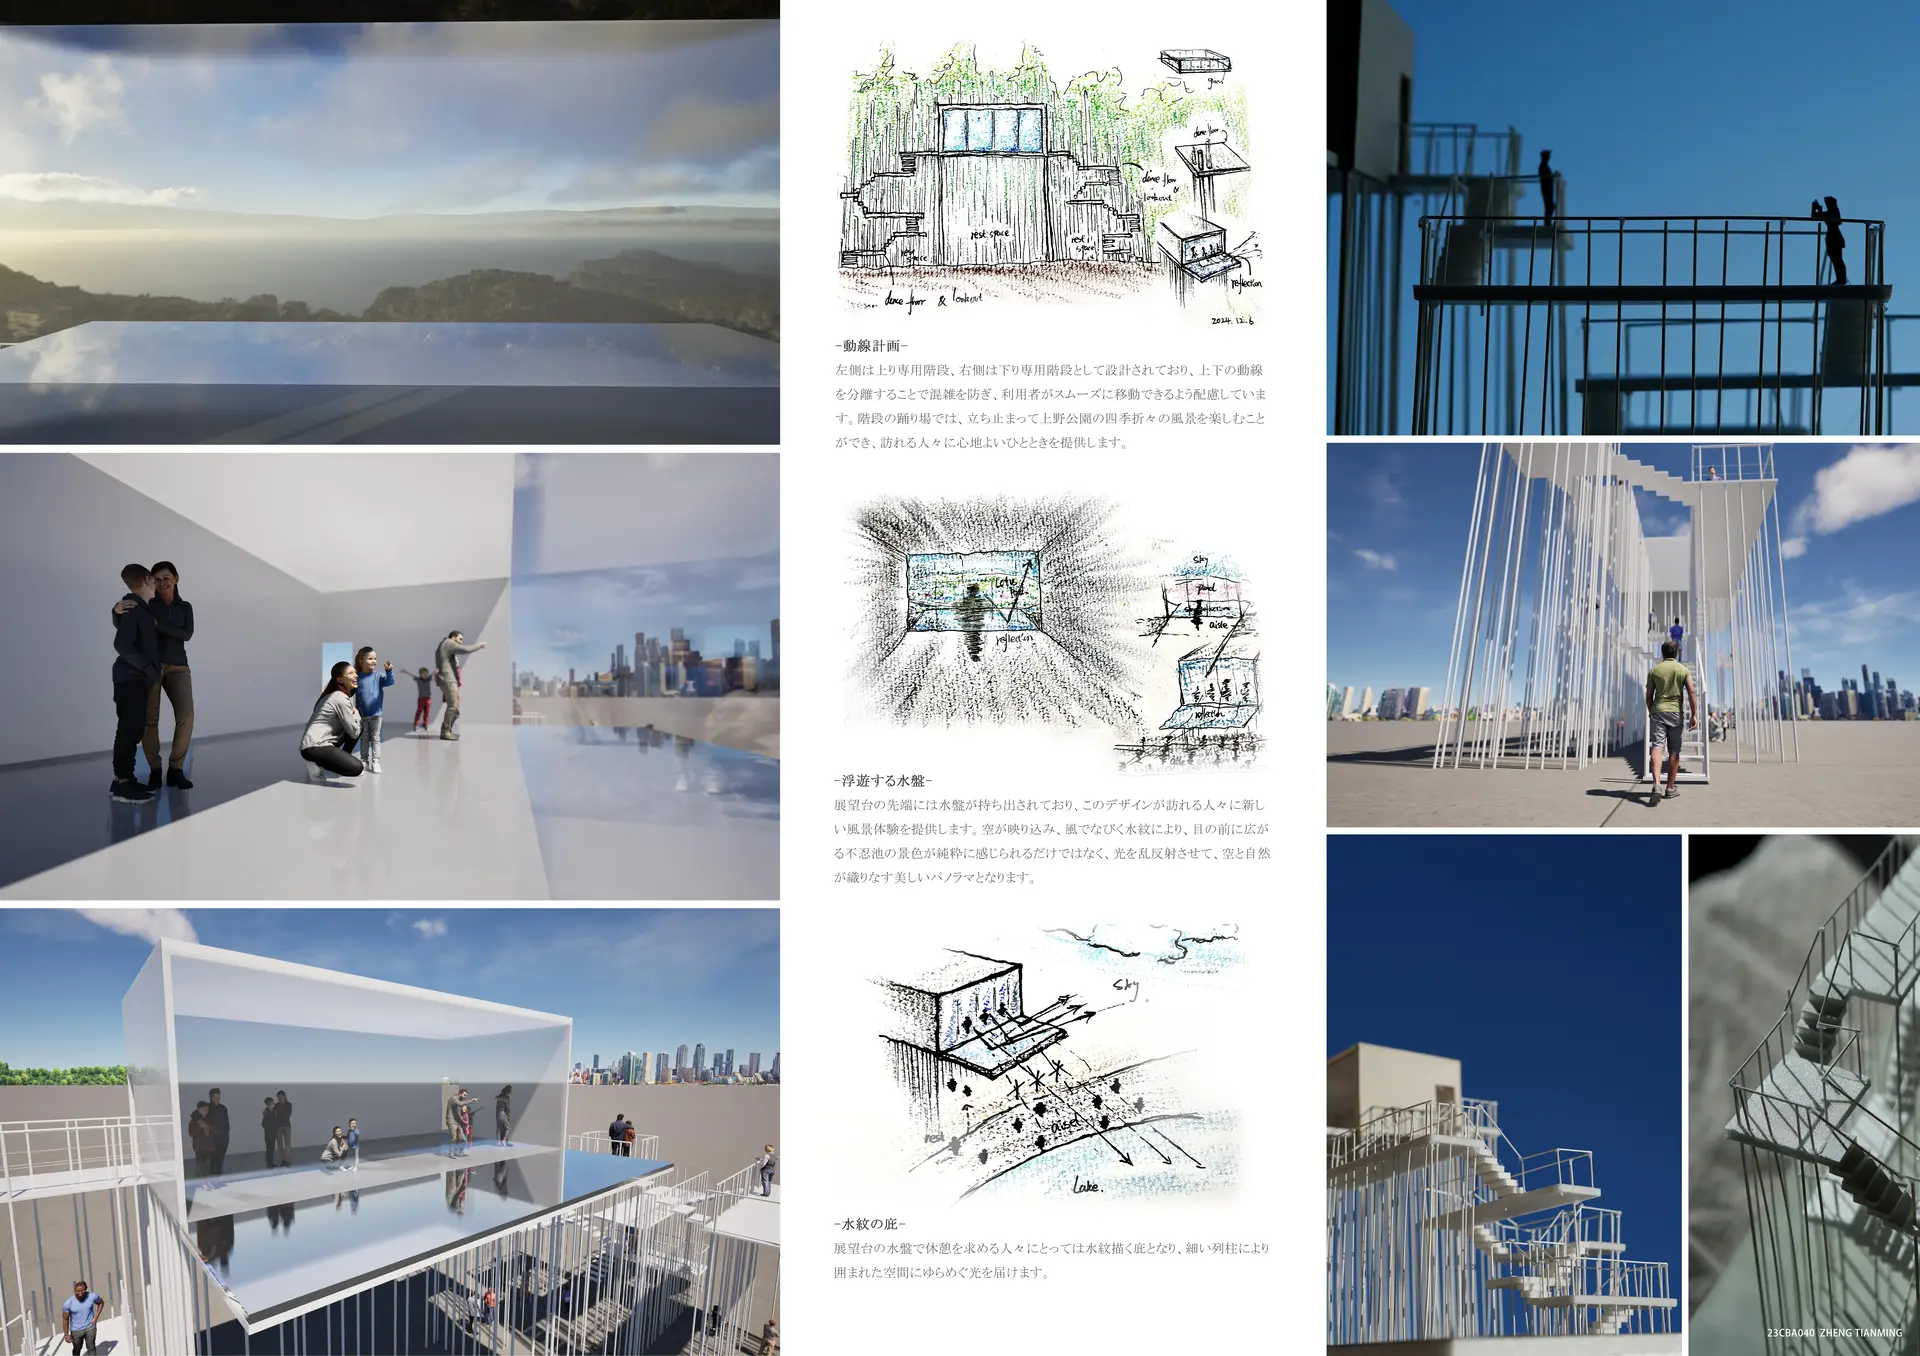 glass
dance floor
dance floor
&
lookout
rest space
rest
space
rest
space
reflection
dance floor & lookout
2024.12.6
-動線計画-
左側は上り専用階段、右側は下り専用階段として設計されており、上下の動線
を分離することで混雑を防ぎ、利用者がスムーズに移動できるよう配慮していま
す。階段の踊り場では、立ち止まって上野公園の四季折々の風景を楽しむこと
ができ、訪れる人々に心地よいひとときを提供します。
sky
Lotus
pond
reflection
aisle
reflection
-浮遊する水盤-
展望台の先端には水盤が持ち出されており、このデザインが訪れる人々に新し
い風景体験を提供します。空が映り込み、風でなびく水紋により、目の前に広が
る不忍池の景色が純粋に感じられるだけではなく、光を乱反射させて、空と自然
が織りなす美しいパノラマとなります。
sky
rest
aisel
Lake.
-水紋の庇-
展望台の水盤で休憩を求める人々にとっては水紋描く庇となり、細い列柱により
囲まれた空間にゆらめぐ光を届けます。
23CBA040 ZHENG TIANMING